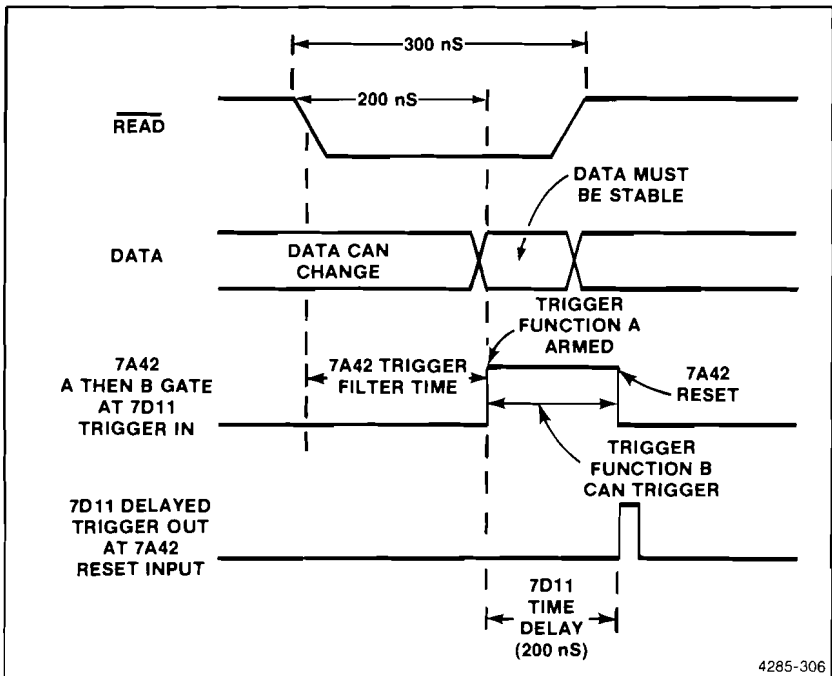 300 nS
200 nS
READ
DATA MUST
BE STABLE
DATA
DATA CAN
CHANGE
TRIGGER
FUNCTION A
ARMED
7A42
A THEN B GATE
AT 7D11
TRIGGER IN
7A42 TRIGGER
FILTER TIME
7A42
RESET
TRIGGER
FUNCTION B
CAN TRIGGER
7D11 DELAYED
TRIGGER OUT
AT 7A42
RESET INPUT
7D11
TIME
DELAY
(200 nS)
4285-306